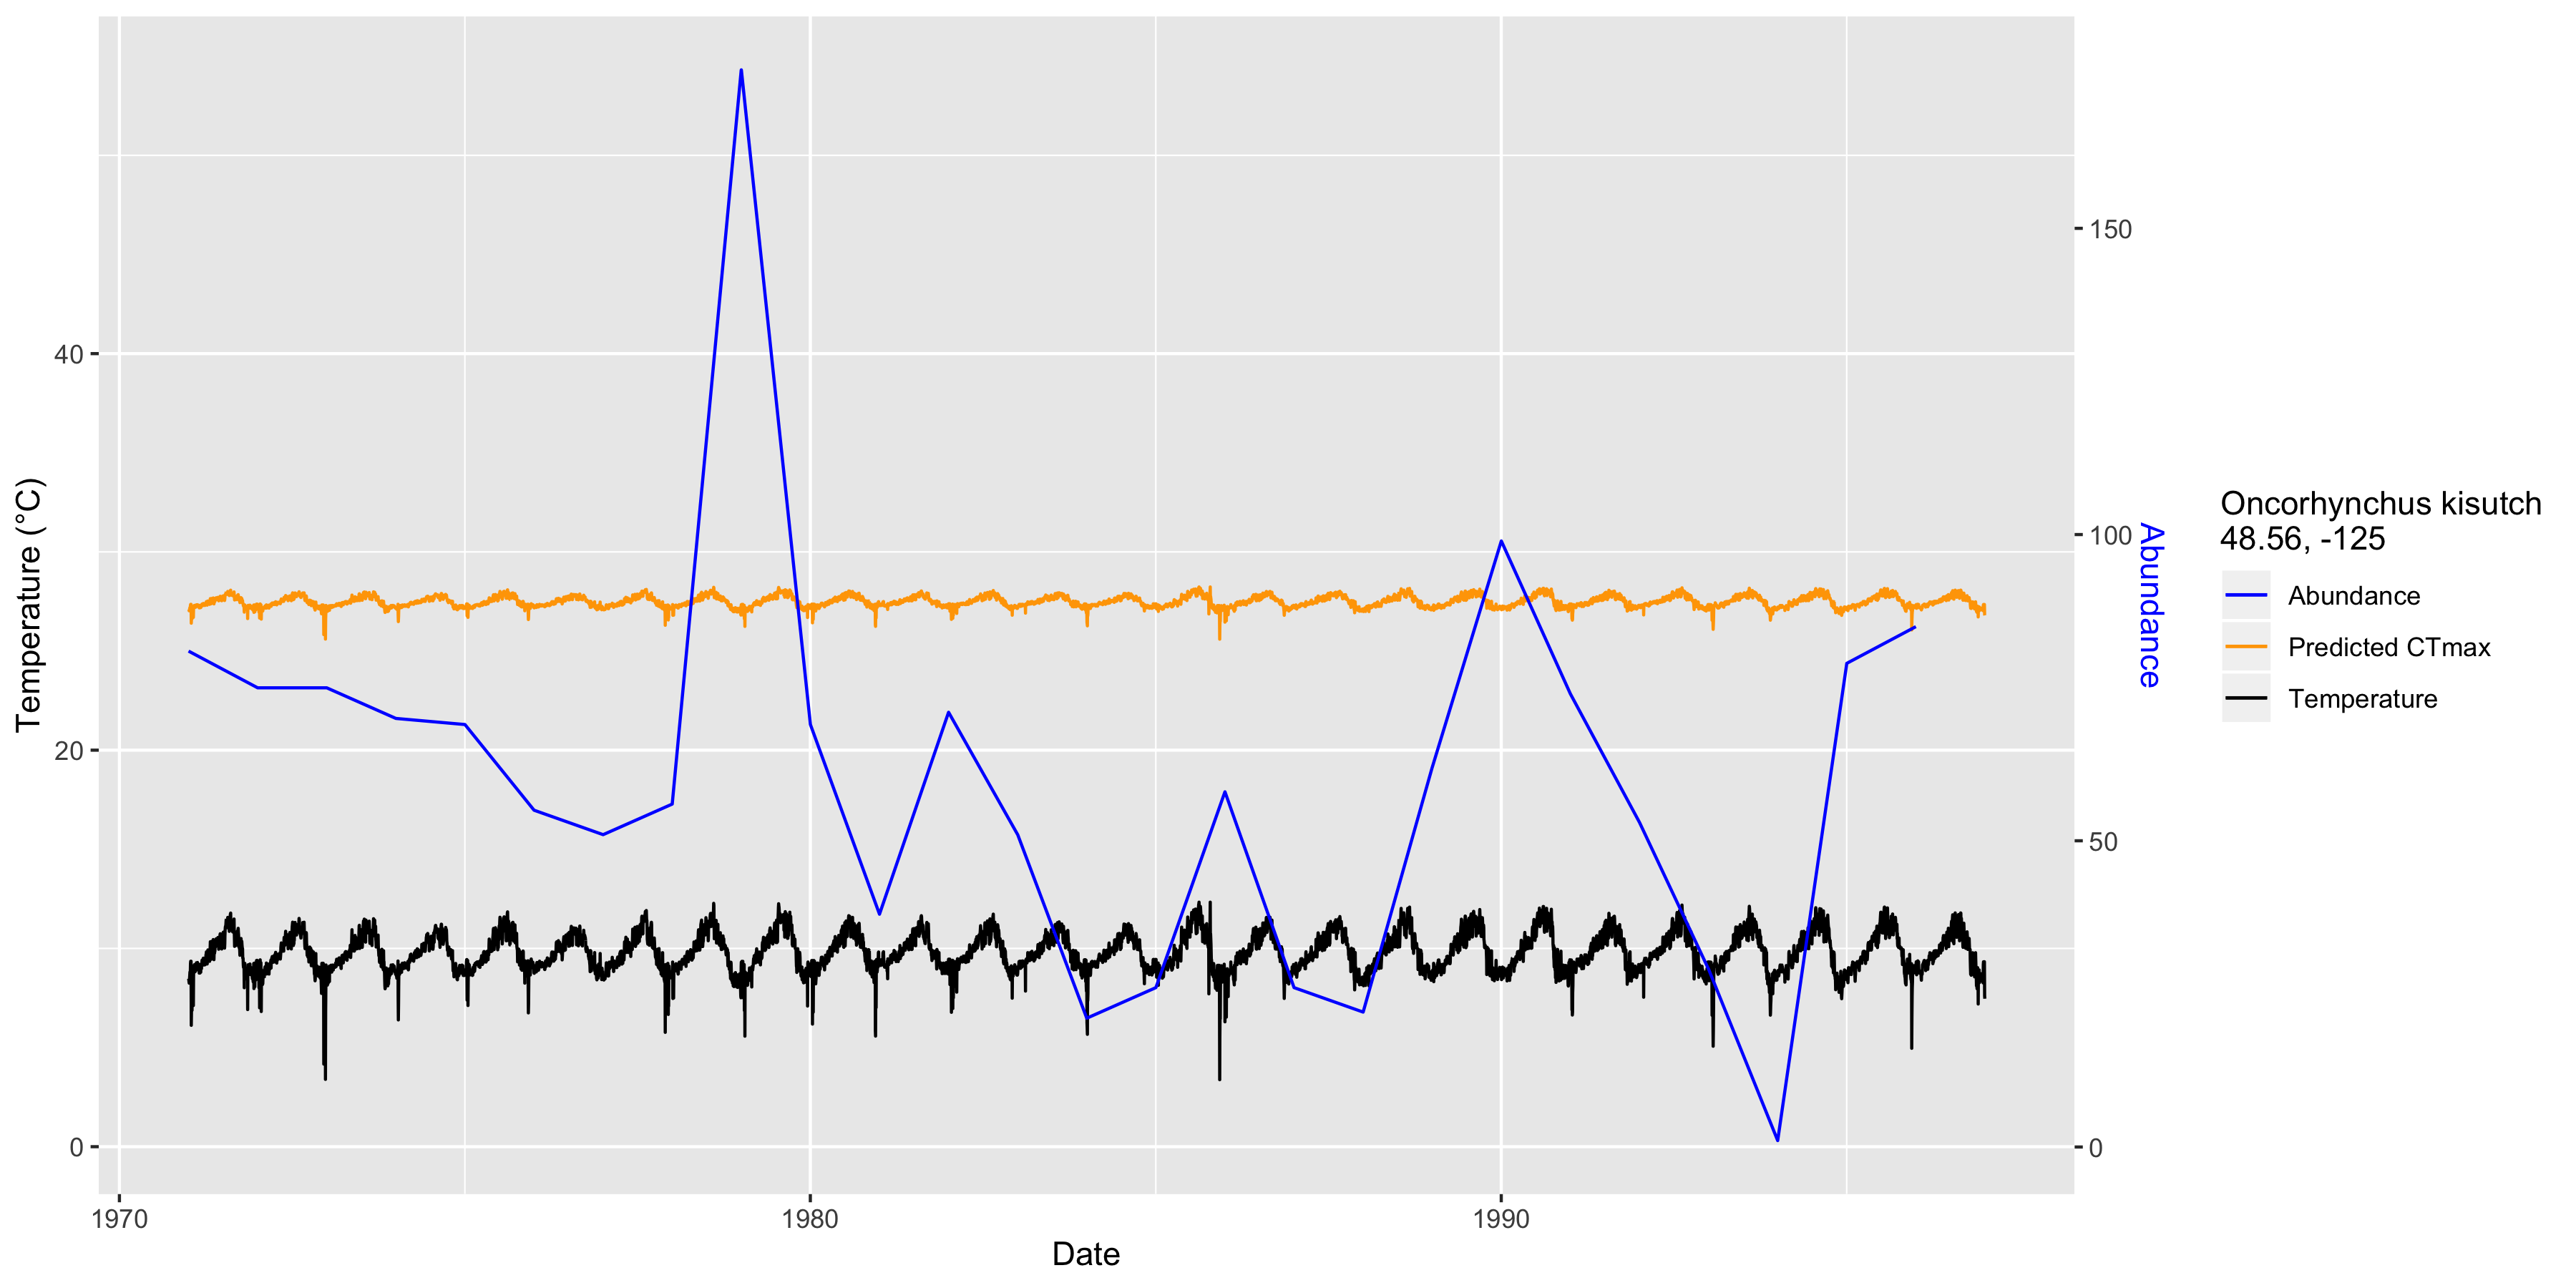 Temperature (°C)
40
20
0
1970
1980
1990
Date
150
100
50
0
Abundance
Oncorhynchus kisutch
48.56, -125
Abundance
Predicted CTmax
Temperature